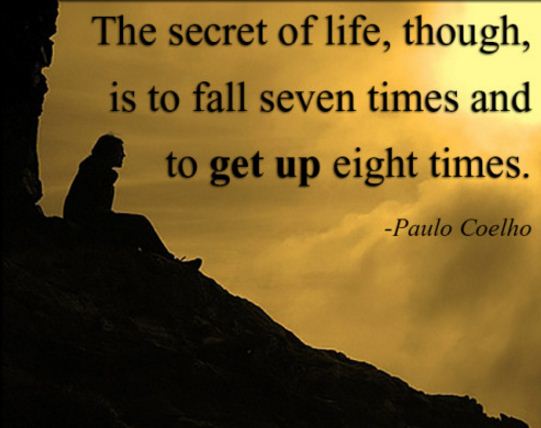 The secret of life, though,
is to fall seven times and
to get up eight times.
-Paulo Coelho